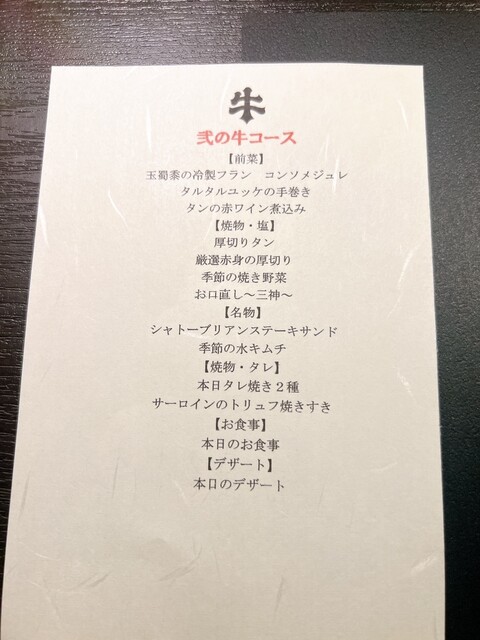 牛
弐の牛コース
【前菜】
玉蜀黍の冷製フラン　コンソメジュレ
タルタルユッケの手巻き
タンの赤ワイン煮込み
【焼物・塩】
厚切りタン
厳選赤身の厚切り
季節の焼き野菜
お口直し～三神～
【名物】
シャトーブリアンステーキサンド
季節の水キムチ
【焼物・タレ】
本日タレ焼き２種
サーロインのトリュフ焼きすき
【お食事】
本日のお食事
【デザート】
本日のデザート